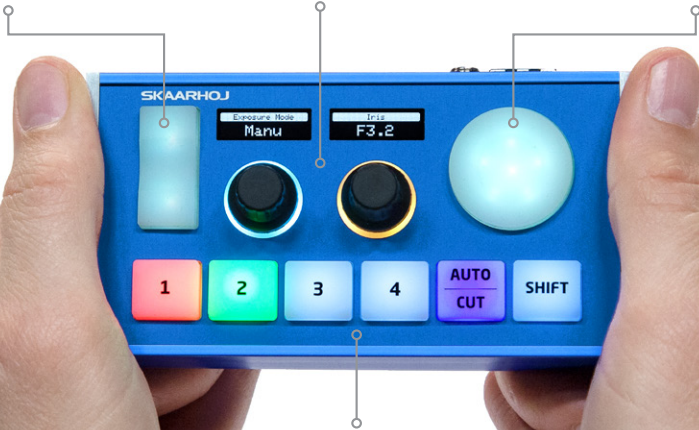 SKAARHOJ
Exposure Mode
Manu
Iris
F3.2
1
2
3
4
AUTO
CUT
SHIFT